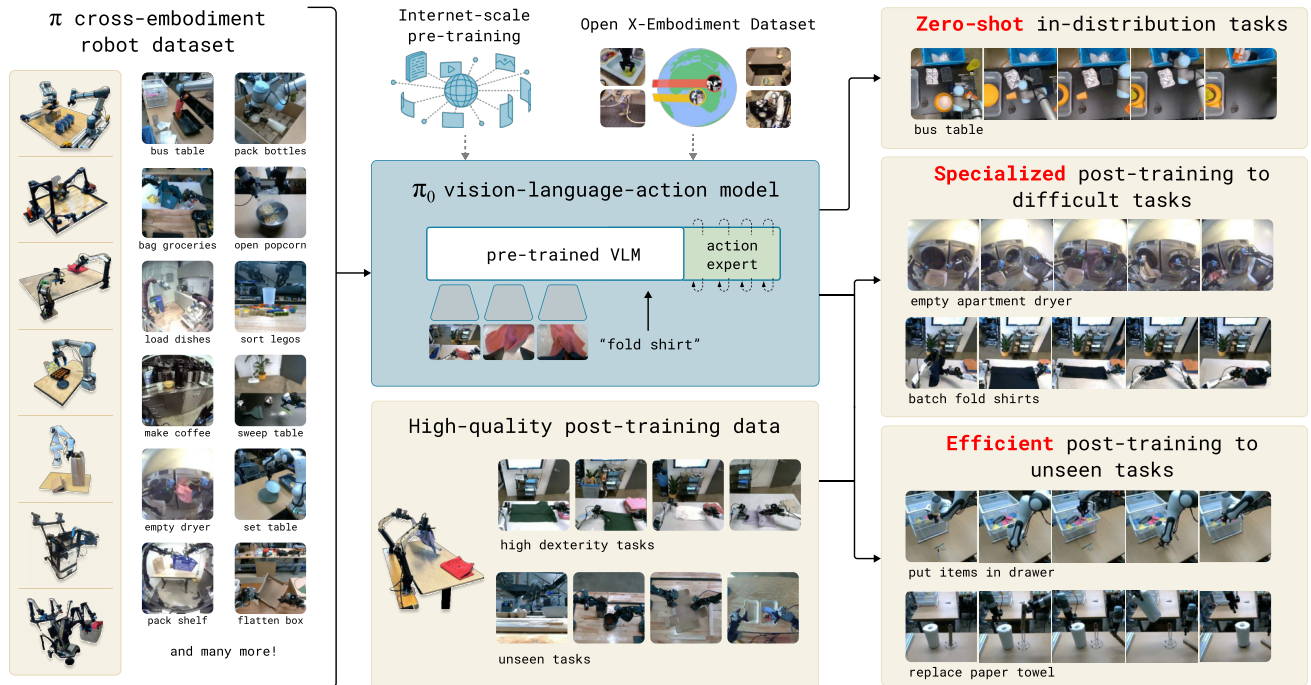 π cross-embodiment
robot dataset
bus table
pack bottles
bag groceries
open popcorn
load dishes
sort legos
make coffee
sweep table
empty dryer
set table
pack shelf
flatten box
and many more!
Internet-scale
pre-training
Open X-Embodiment Dataset
π₀ vision-language-action model
pre-trained VLM
action
expert
“fold shirt”
High-quality post-training data
high dexterity tasks
unseen tasks
Zero-shot in-distribution tasks
bus table
Specialized post-training to
difficult tasks
empty apartment dryer
batch fold shirts
Efficient post-training to
unseen tasks
put items in drawer
replace paper towel